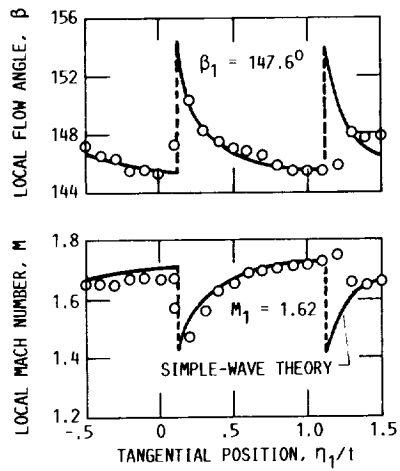 LOCAL FLOW ANGLE, β
156
152
148
144
β₁ = 147.6⁰
LOCAL MACH NUMBER, M
1.8
1.6
1.4
1.2
M₁ = 1.62
SIMPLE-WAVE THEORY
-.5 0 .5 1.0 1.5
TANGENTIAL POSITION, η₁/t